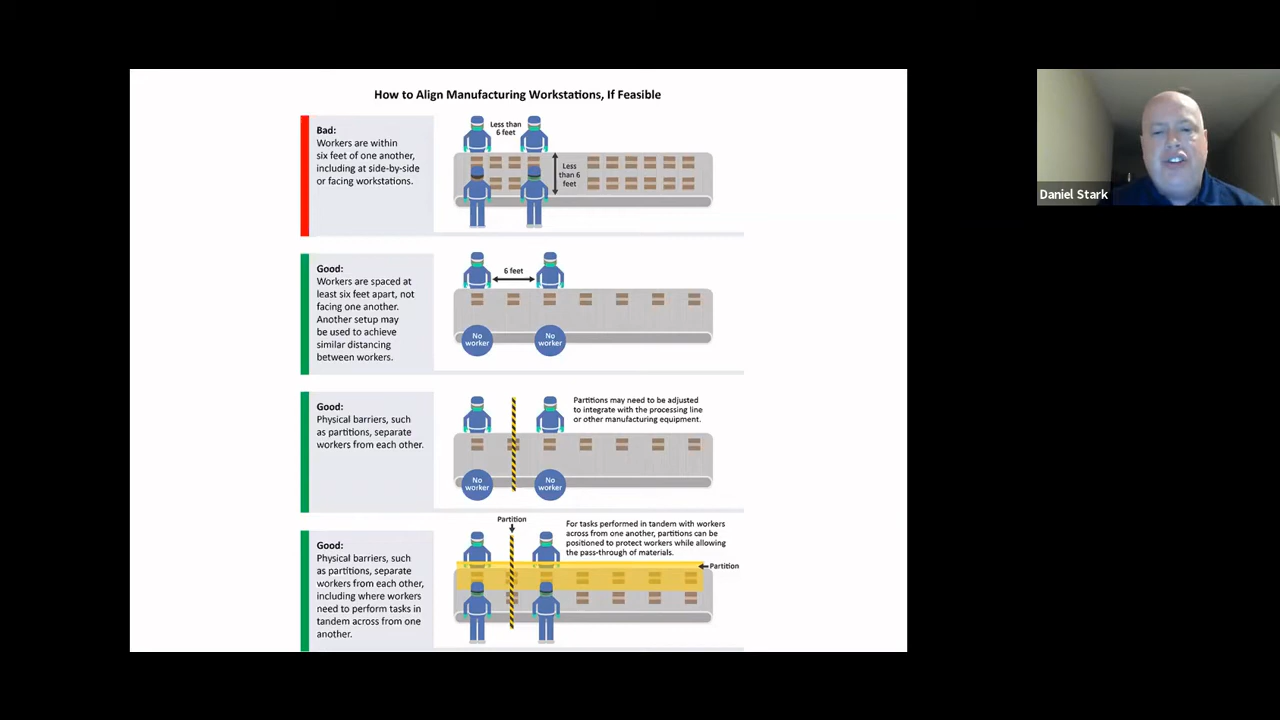 How to Align Manufacturing Workstations, If Feasible
Bad:
Workers are within
six feet of one another,
including at side-by-side
or facing workstations.
Less than
6 feet
Less
than 6
feet
Good:
Workers are spaced at
least six feet apart, not
facing one another.
Another setup may
be used to achieve
similar distancing
between workers.
6 feet
No
worker
No
worker
Good:
Physical barriers, such
as partitions, separate
workers from each other.
Partitions may need to be adjusted
to integrate with the processing line
or other manufacturing equipment.
No
worker
No
worker
Good:
Physical barriers, such
as partitions, separate
workers from each other,
including where workers
need to perform tasks in
tandem across from one
another.
Partition
For tasks performed in tandem with workers
across from one another, partitions can be
positioned to protect workers while allowing
the pass-through of materials.
Partition
Daniel Stark